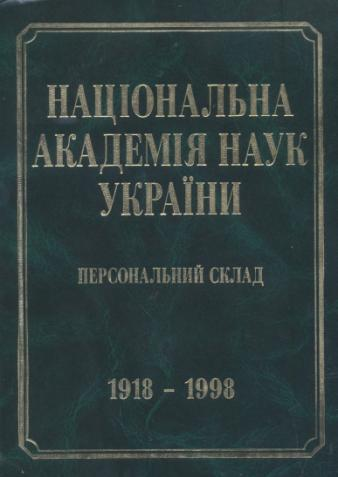 НАЦІОНАЛЬНА
АКАДЕМІЯ НАУК
УКРАЇНИ
ПЕРСОНАЛЬНИЙ СКЛАД
1918 – 1998